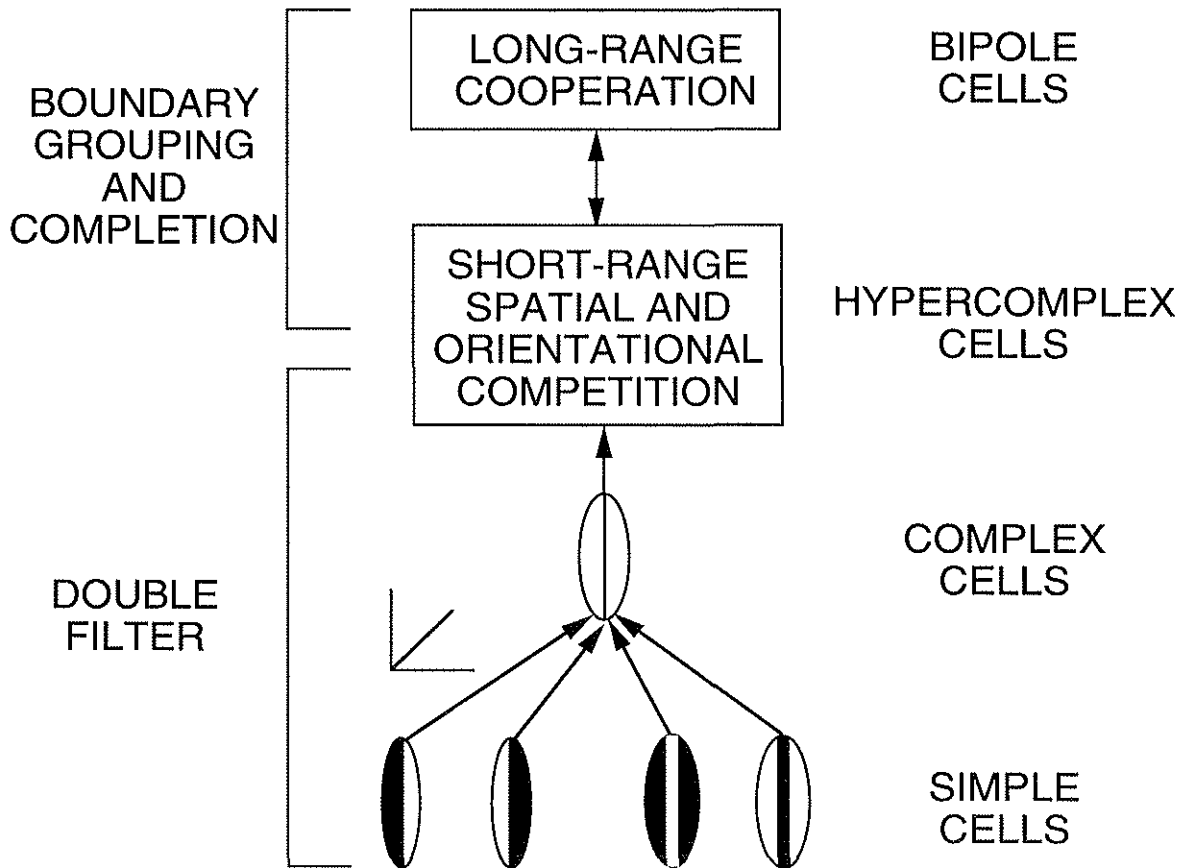 LONG-RANGE
COOPERATION
BIPOLE
CELLS
BOUNDARY
GROUPING
AND
COMPLETION
SHORT-RANGE
SPATIAL AND
ORIENTATIONAL
COMPETITION
HYPERCOMPLEX
CELLS
COMPLEX
CELLS
DOUBLE
FILTER
SIMPLE
CELLS